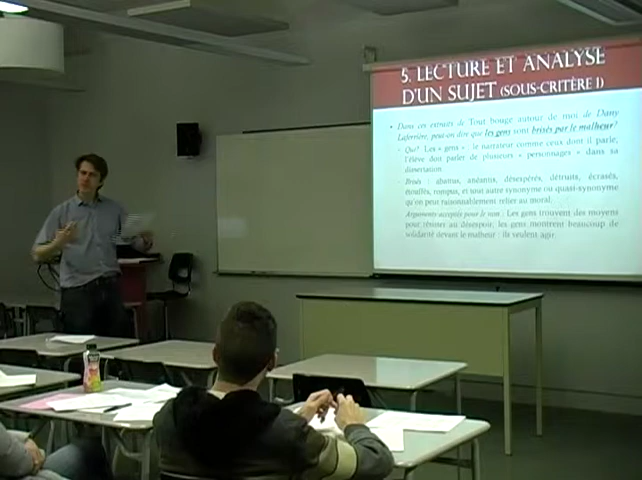 5. LECTURE ET ANALYSE
D'UN SUJET (SOUS-CRITÈRE 1)
• Dans ces extraits de Tout bouge autour de moi de Dany
Laferrière, peut-on dire que les gens sont brisés par le malheur?
Qui? Les « gens » : le narrateur comme ceux dont il parle,
l'élève doit parler de plusieurs « personnages » dans sa
dissertation.
Brisés : abattus, anéantis, désespérés, détruits, écrasés,
étouffés, rompus, et tout autre synonyme ou quasi-synonyme
qu'on peut raisonnablement relier au moral.
Arguments acceptés pour le non : Les gens trouvent des moyens
pour résister au désespoir; les gens montrent beaucoup de
solidarité devant le malheur : ils veulent agir.